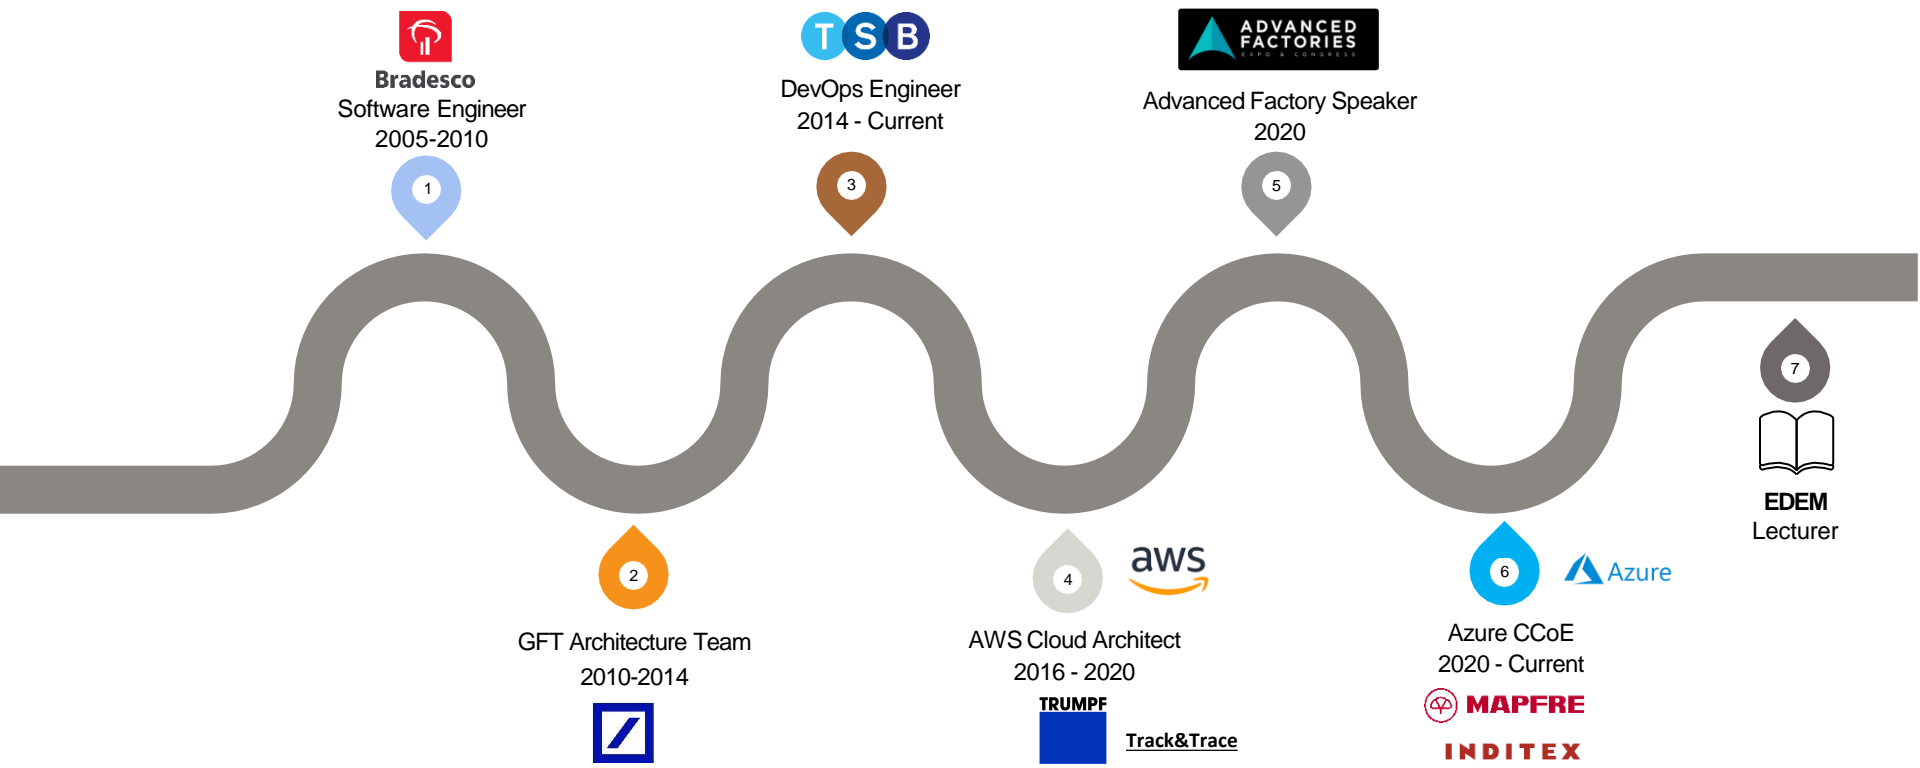 Bradesco
Software Engineer
2005-2010
1
GFT Architecture Team
2010-2014
2
TSB
DevOps Engineer
2014 - Current
3
aws
AWS Cloud Architect
2016 - 2020
4
TRUMPF
Track&Trace
ADVANCED
FACTORIES
EXPO & CONGRESS
Advanced Factory Speaker
2020
5
Azure
6
Azure CCoE
2020 - Current
MAPFRE
INDITEX
7
EDEM
Lecturer